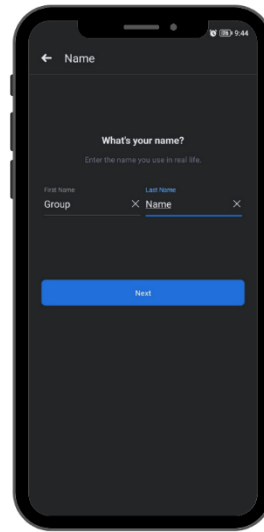 9:44
← Name
What's your name?
Enter the name you use in real life.
First Name Last Name
Group Name
Next